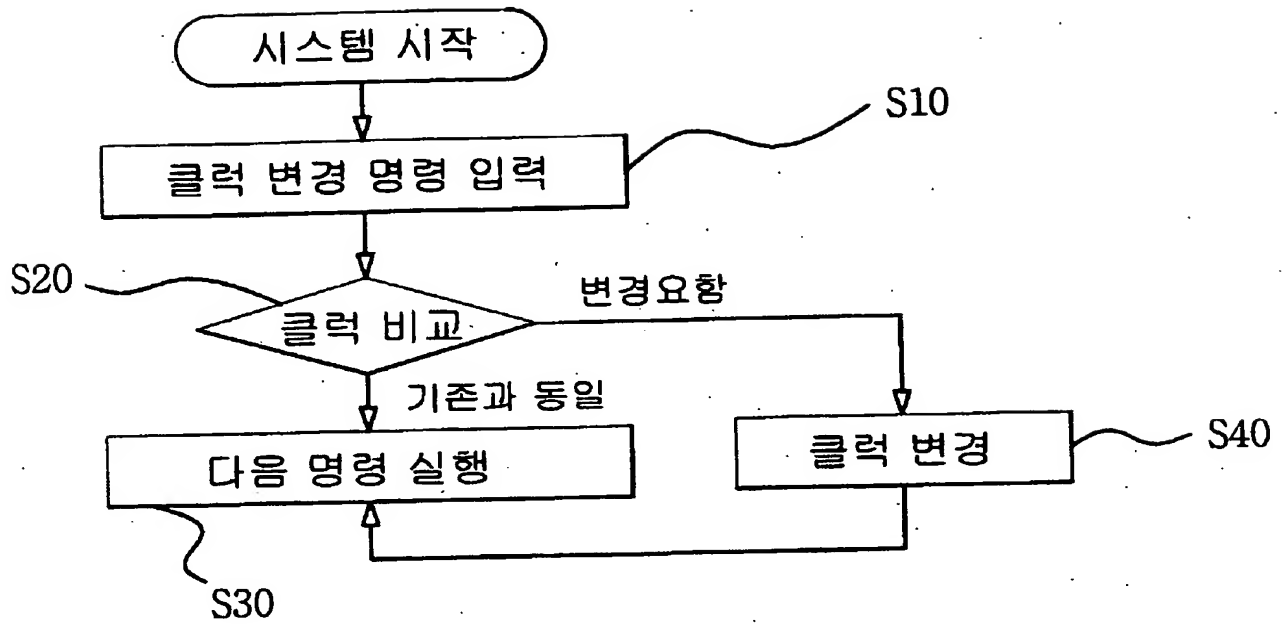 시스템 시작
S10
클럭 변경 명령 입력
S20
변경요함
클럭 비교
기존과 동일
다음 명령 실행
클럭 변경
S40
S30